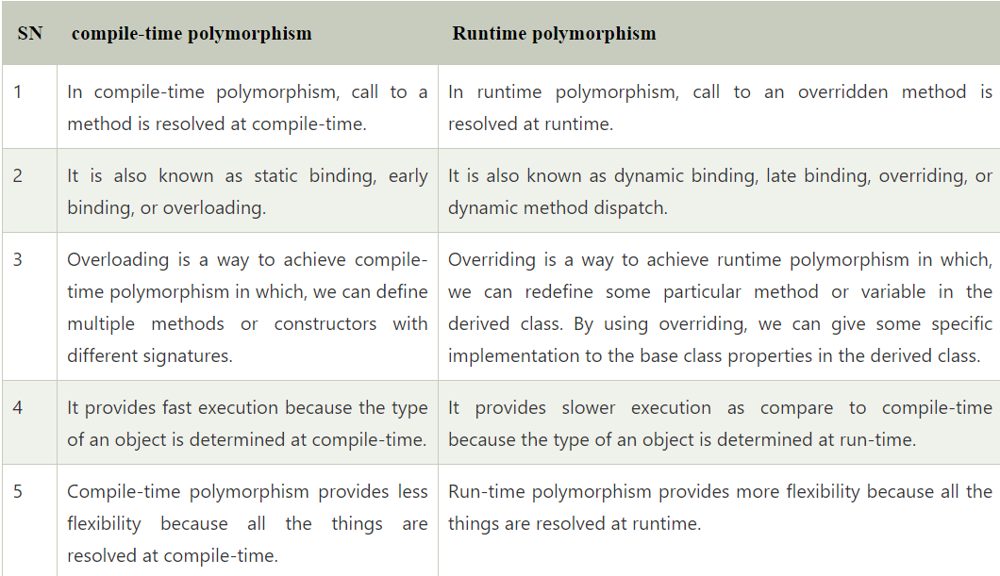 SN compile-time polymorphism Runtime polymorphism
1 In compile-time polymorphism, call to a In runtime polymorphism, call to an overridden method is
method is resolved at compile-time. resolved at runtime.
2 It is also known as static binding, early It is also known as dynamic binding, late binding, overriding, or
binding, or overloading. dynamic method dispatch.
3 Overloading is a way to achieve compile- Overriding is a way to achieve runtime polymorphism in which,
time polymorphism in which, we can define we can redefine some particular method or variable in the
multiple methods or constructors with derived class. By using overriding, we can give some specific
different signatures. implementation to the base class properties in the derived class.
4 It provides fast execution because the type It provides slower execution as compare to compile-time
of an object is determined at compile-time. because the type of an object is determined at run-time.
5 Compile-time polymorphism provides less Run-time polymorphism provides more flexibility because all the
flexibility because all the things are things are resolved at runtime.
resolved at compile-time.